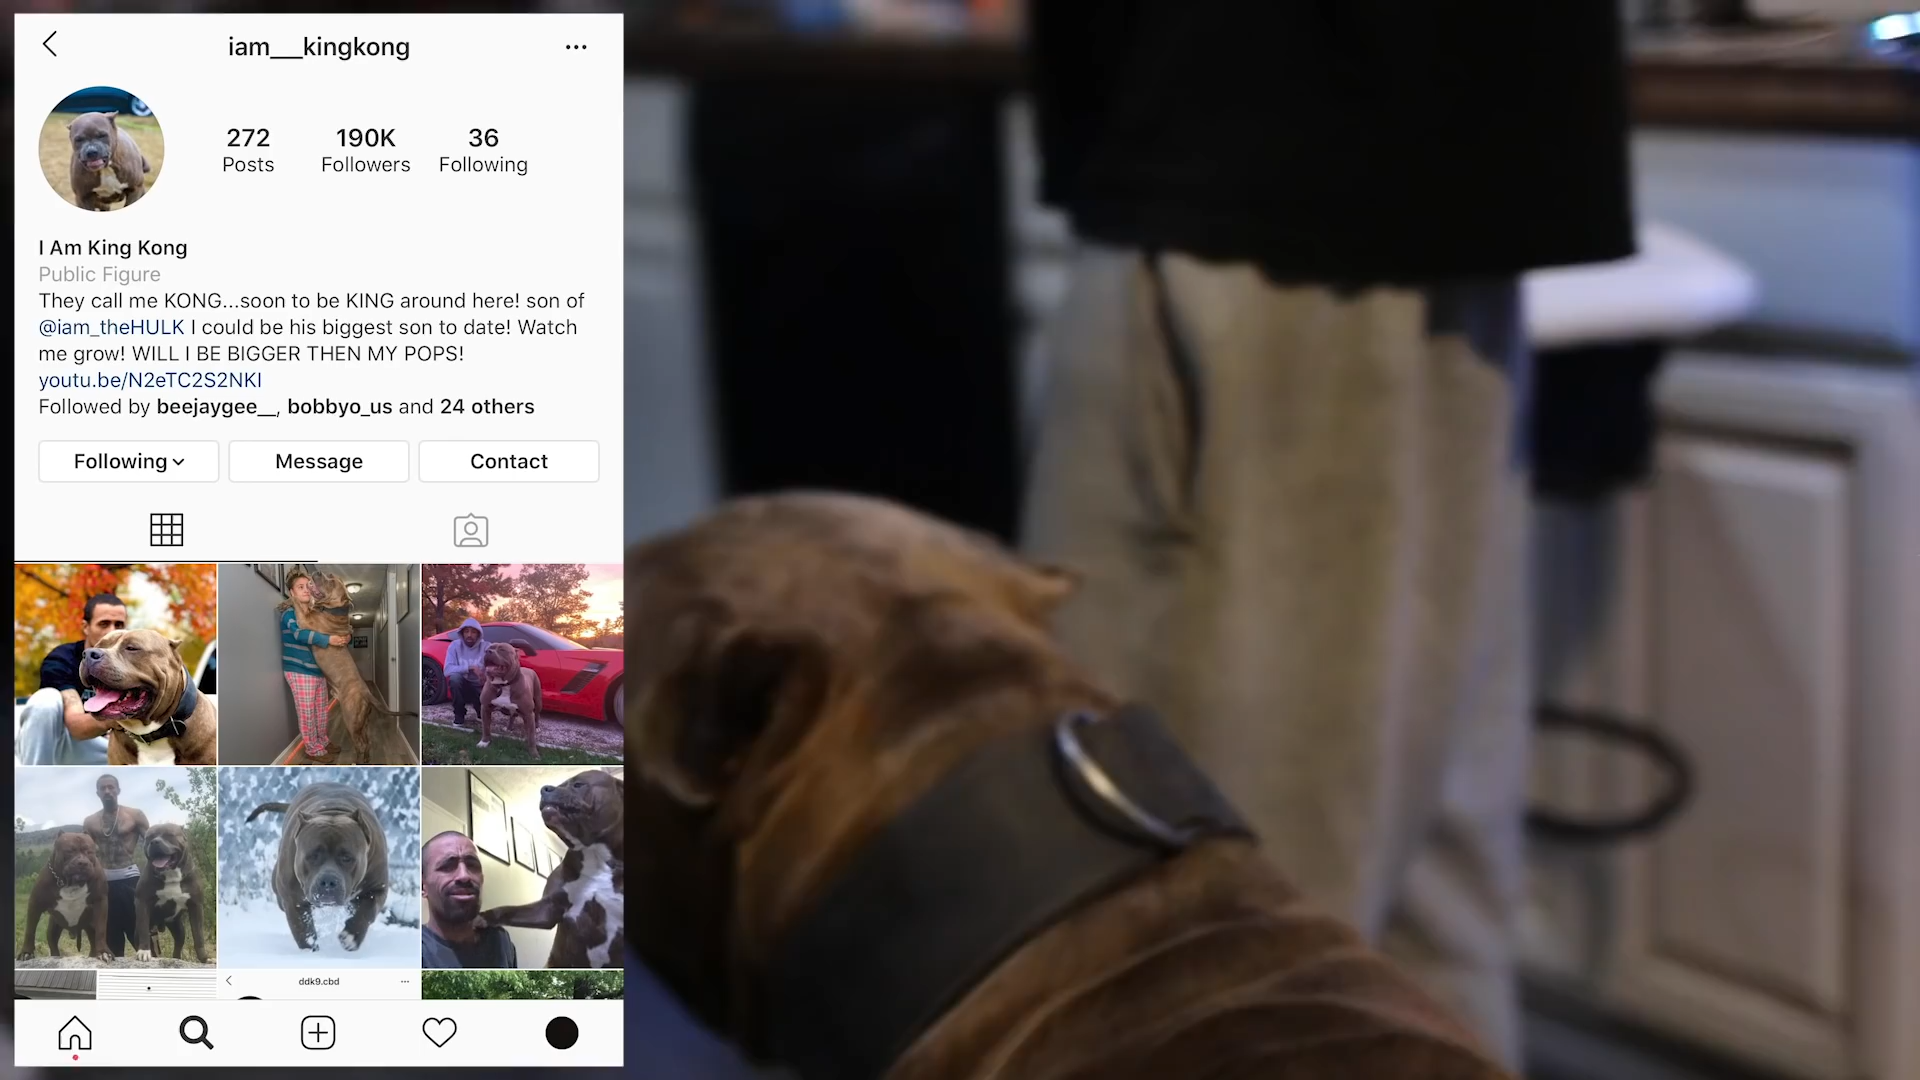 iam___kingkong
272
Posts
190K
Followers
36
Following
I Am King Kong
Public Figure
They call me KONG...soon to be KING around here! son of
@iam_theHULK I could be his biggest son to date! Watch
me grow! WILL I BE BIGGER THEN MY POPS!
youtu.be/N2eTC2S2NKI
Followed by beejaygee__, bobbyo_us and 24 others
Following
Message
Contact
ddk9.cbd